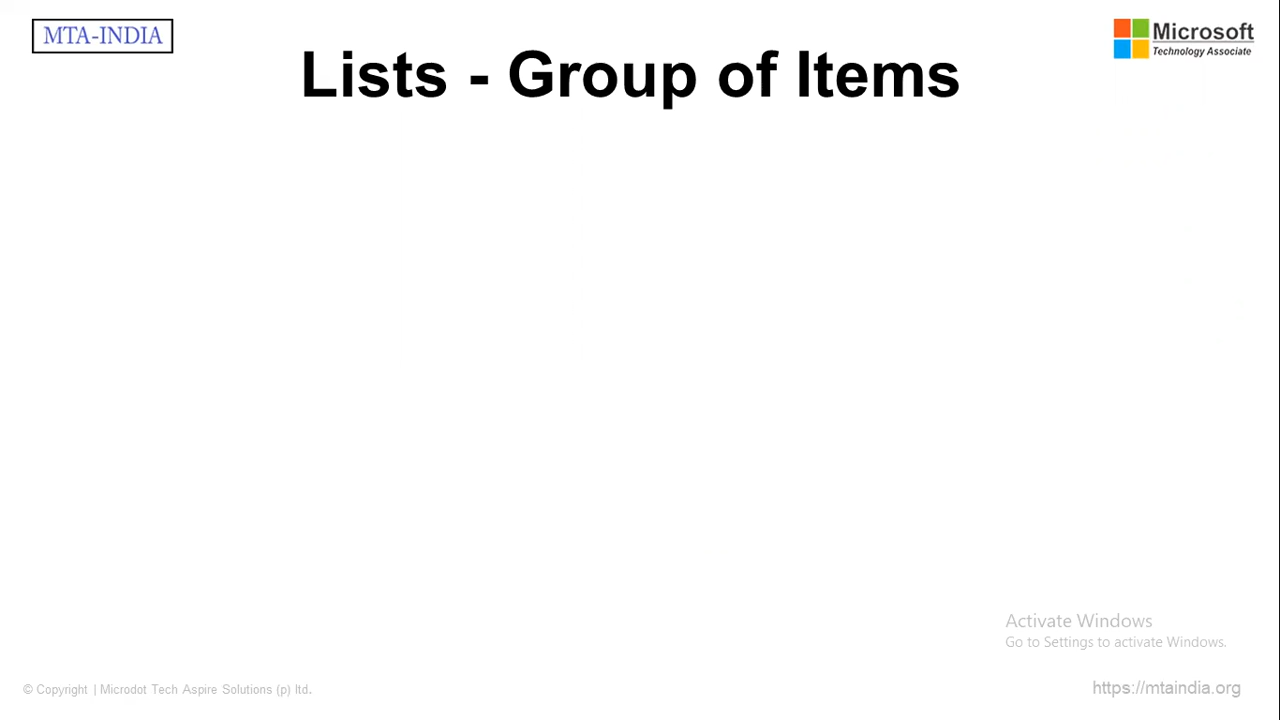 MTA-INDIA
Microsoft
Technology Associate
Lists - Group of Items
Activate Windows
Go to Settings to activate Windows.
© Copyright | Microdot Tech Aspire Solutions (p) ltd.
https://mtaindia.org